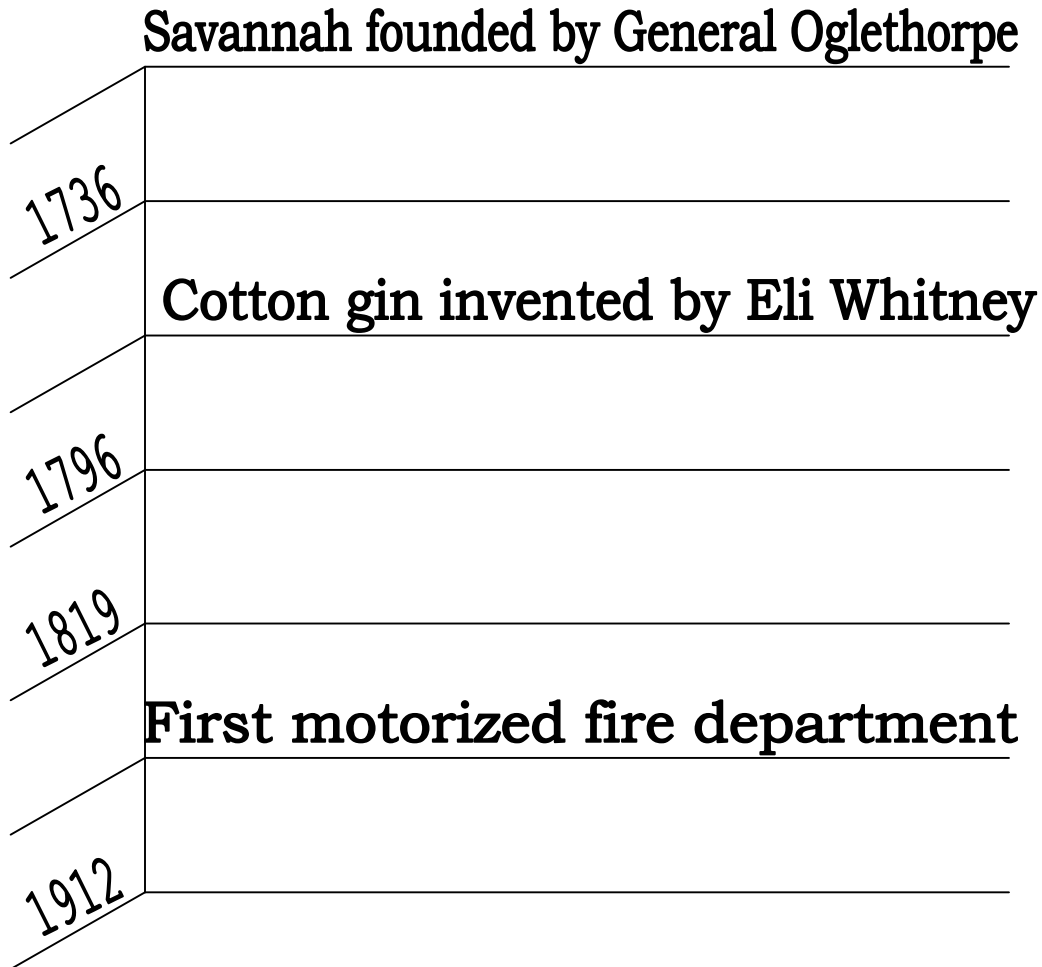 Savannah founded by General Oglethorpe
1736
Cotton gin invented by Eli Whitney
1796
1819
First motorized fire department
1912